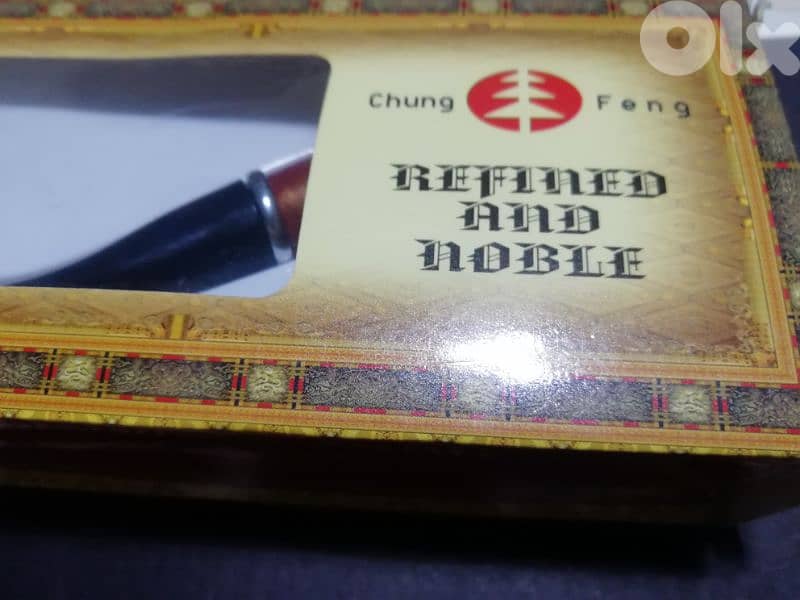 OLX
Chung Feng
REFINED
AND
NOBLE